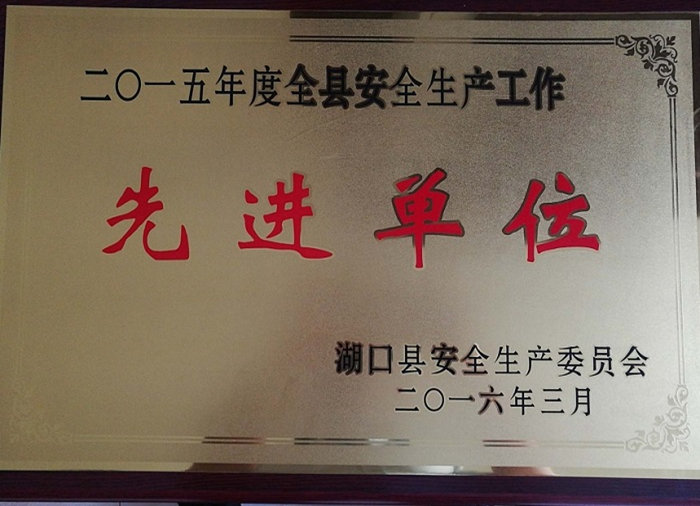 二〇一五年度全县安全生产工作
先进单位
湖口县安全生产委员会
二〇一六年三月